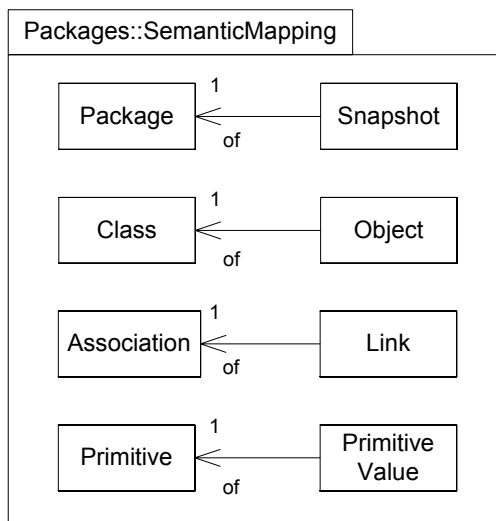 Packages::SemanticMapping
1
Package
Snapshot
of
1
Class
Object
of
1
Association
Link
of
1
Primitive
Primitive
Value
of